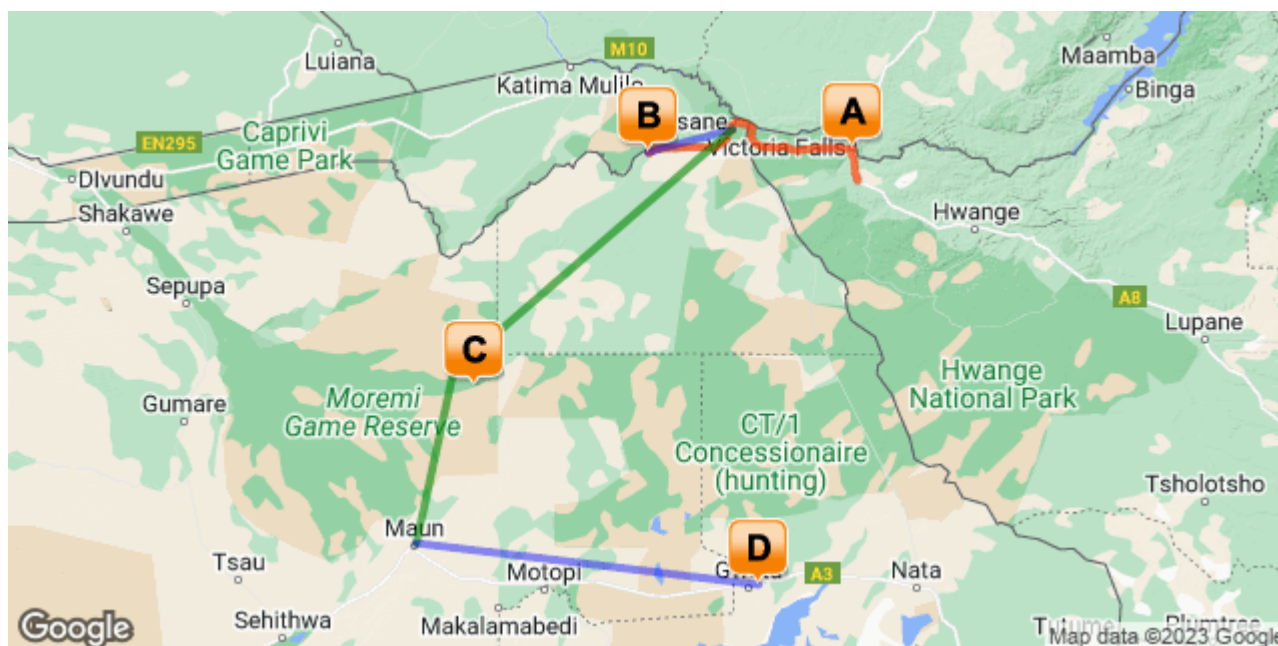 M10
Luiana
Katima Mulilo
Maamba
Binga
A
B
sane
EN295
Caprivi
Game Park
Victoria Falls
DIvundu
Shakawe
Hwange
Sepupa
A8
Lupane
C
Hwange
National Park
Moremi
Game Reserve
Gumare
CT/1
Concessionaire
(hunting)
Tsholotsho
Maun
D
Tsau
Motopi
A3
Nata
Sehithwa
Makalamabedi
Google
Map data ©2023 Google